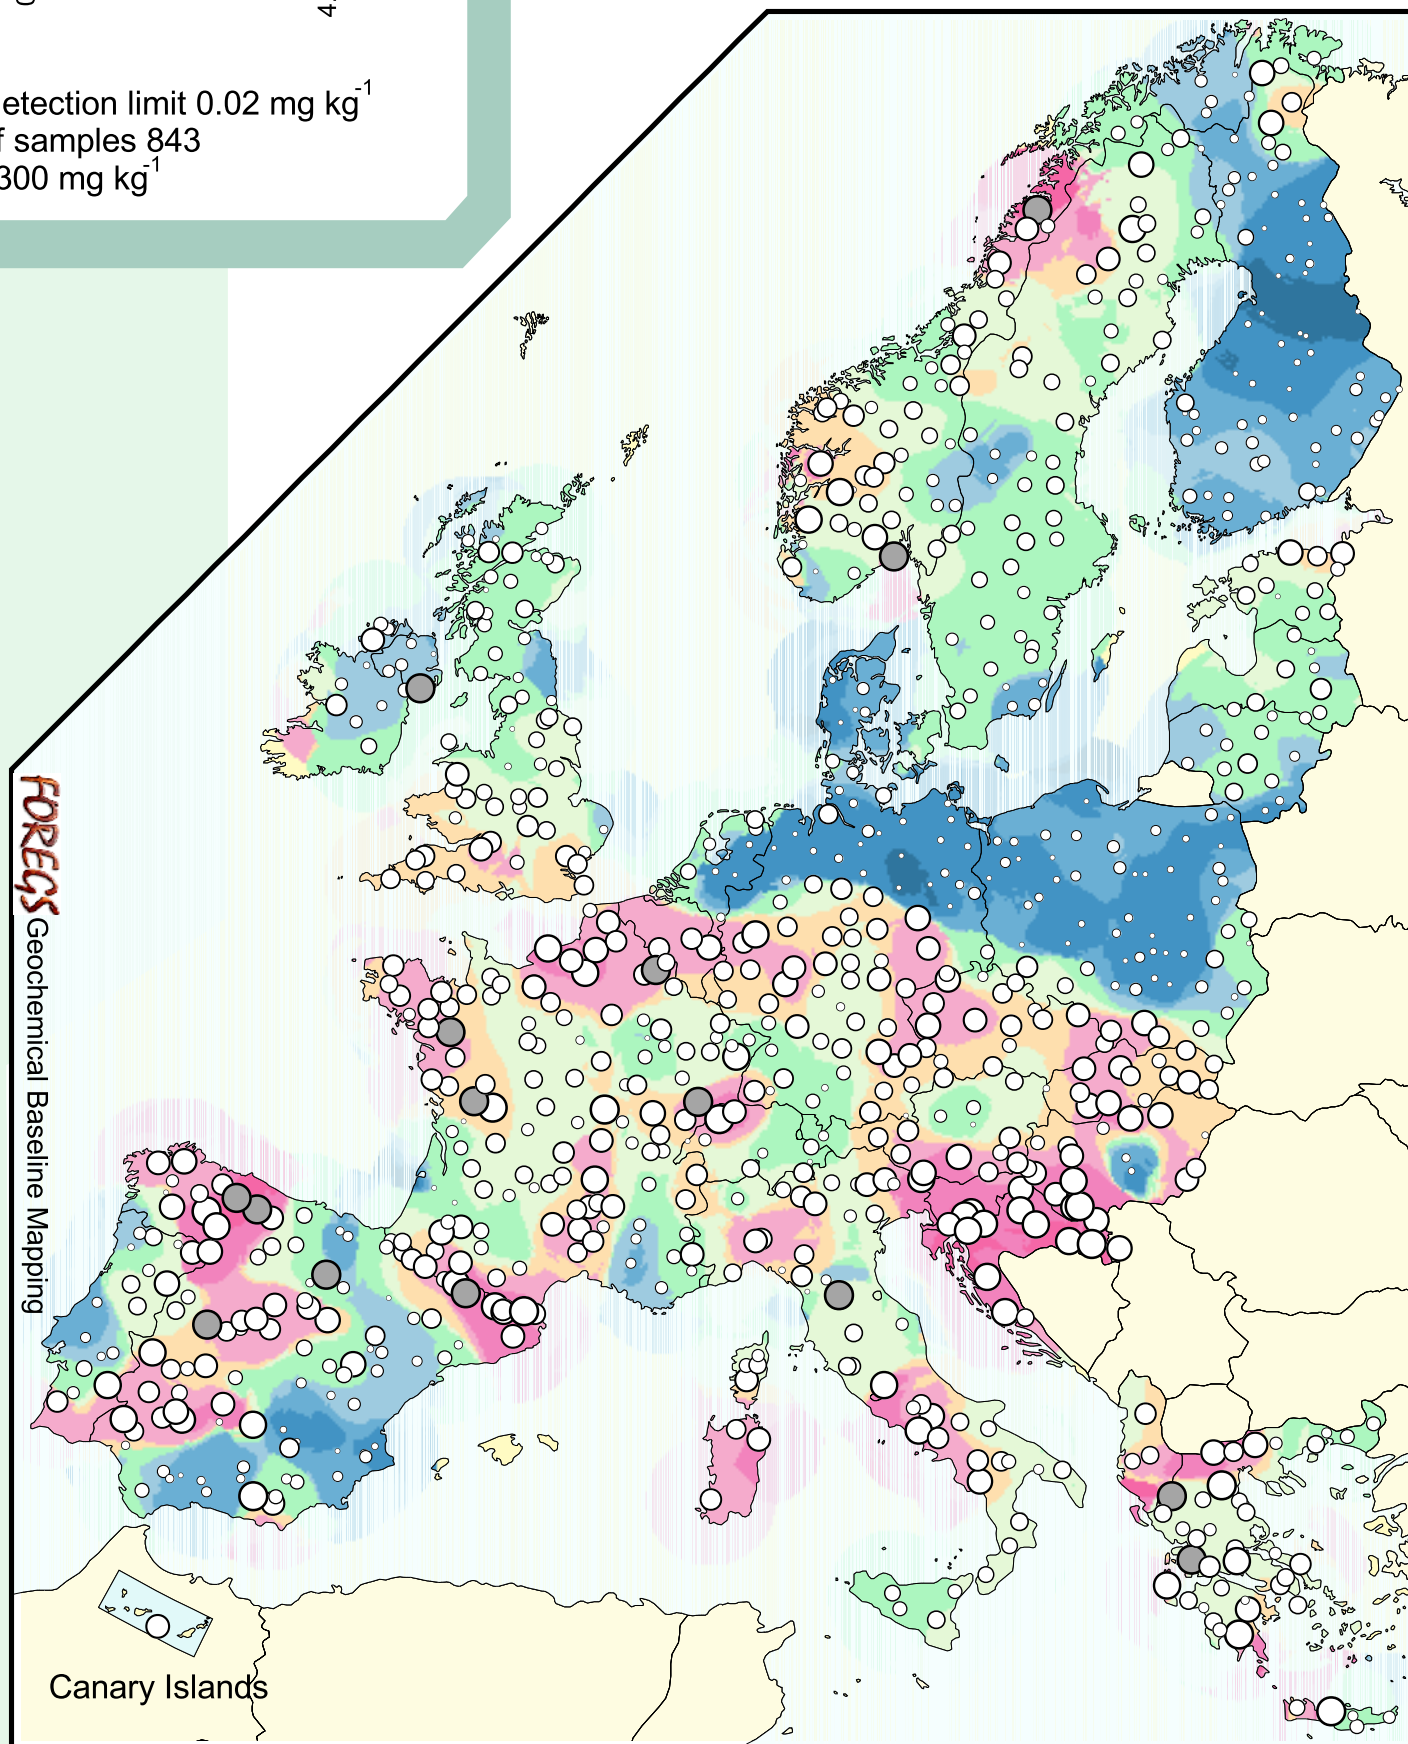 etection limit 0.02 mg kg-1
f samples 843
300 mg kg-1
FOREGS Geochemical Baseline Mapping
Canary Islands